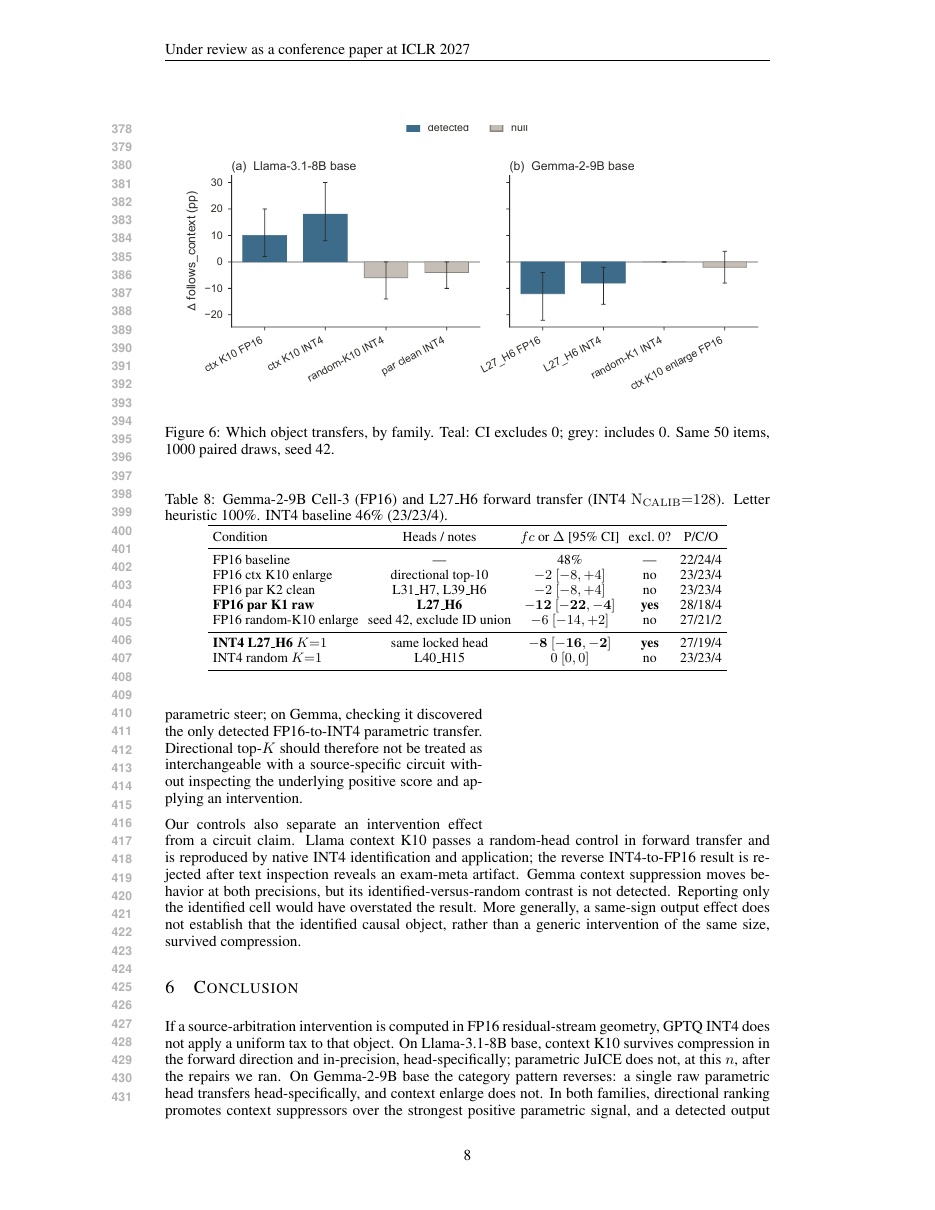 Under review as a conference paper at ICLR 2027
378
379
380
381
382
383
384
385
386
387
388
389
390
391
392
393
394
395
396
397
398
399
400
401
402
403
404
405
406
407
408
409
410
411
412
413
414
415
416
417
418
419
420
421
422
423
424
425
426
427
428
429
430
431
detected null
(a) Llama-3.1-8B base
(b) Gemma-2-9B base
Δ follows_context (pp)
30
20
10
0
−10
−20
ctx K10 FP16
ctx K10 INT4
random-K10 INT4
par clean INT4
L27_H6 FP16
L27_H6 INT4
random-K1 INT4
ctx K10 enlarge FP16
Figure 6: Which object transfers, by family. Teal: CI excludes 0; grey: includes 0. Same 50 items,
1000 paired draws, seed 42.
Table 8: Gemma-2-9B Cell-3 (FP16) and L27_H6 forward transfer (INT4 NCALIB=128). Letter
heuristic 100%. INT4 baseline 46% (23/23/4).
Condition Heads / notes fc or Δ [95% CI] excl. 0? P/C/O
FP16 baseline — 48% — 22/24/4
FP16 ctx K10 enlarge directional top-10 −2 [−8, +4] no 23/23/4
FP16 par K2 clean L31_H7, L39_H6 −2 [−8, +4] no 23/23/4
FP16 par K1 raw L27_H6 −12 [−22, −4] yes 28/18/4
FP16 random-K10 enlarge seed 42, exclude ID union −6 [−14, +2] no 27/21/2
INT4 L27_H6 K=1 same locked head −8 [−16, −2] yes 27/19/4
INT4 random K=1 L40_H15 0 [0, 0] no 23/23/4
parametric steer; on Gemma, checking it discovered
the only detected FP16-to-INT4 parametric transfer.
Directional top-K should therefore not be treated as
interchangeable with a source-specific circuit with-
out inspecting the underlying positive score and ap-
plying an intervention.
Our controls also separate an intervention effect
from a circuit claim. Llama context K10 passes a random-head control in forward transfer and
is reproduced by native INT4 identification and application; the reverse INT4-to-FP16 result is re-
jected after text inspection reveals an exam-meta artifact. Gemma context suppression moves be-
havior at both precisions, but its identified-versus-random contrast is not detected. Reporting only
the identified cell would have overstated the result. More generally, a same-sign output effect does
not establish that the identified causal object, rather than a generic intervention of the same size,
survived compression.
6 CONCLUSION
If a source-arbitration intervention is computed in FP16 residual-stream geometry, GPTQ INT4 does
not apply a uniform tax to that object. On Llama-3.1-8B base, context K10 survives compression in
the forward direction and in-precision, head-specifically; parametric JuICE does not, at this n, after
the repairs we ran. On Gemma-2-9B base the category pattern reverses: a single raw parametric
head transfers head-specifically, and context enlarge does not. In both families, directional ranking
promotes context suppressors over the strongest positive parametric signal, and a detected output
8